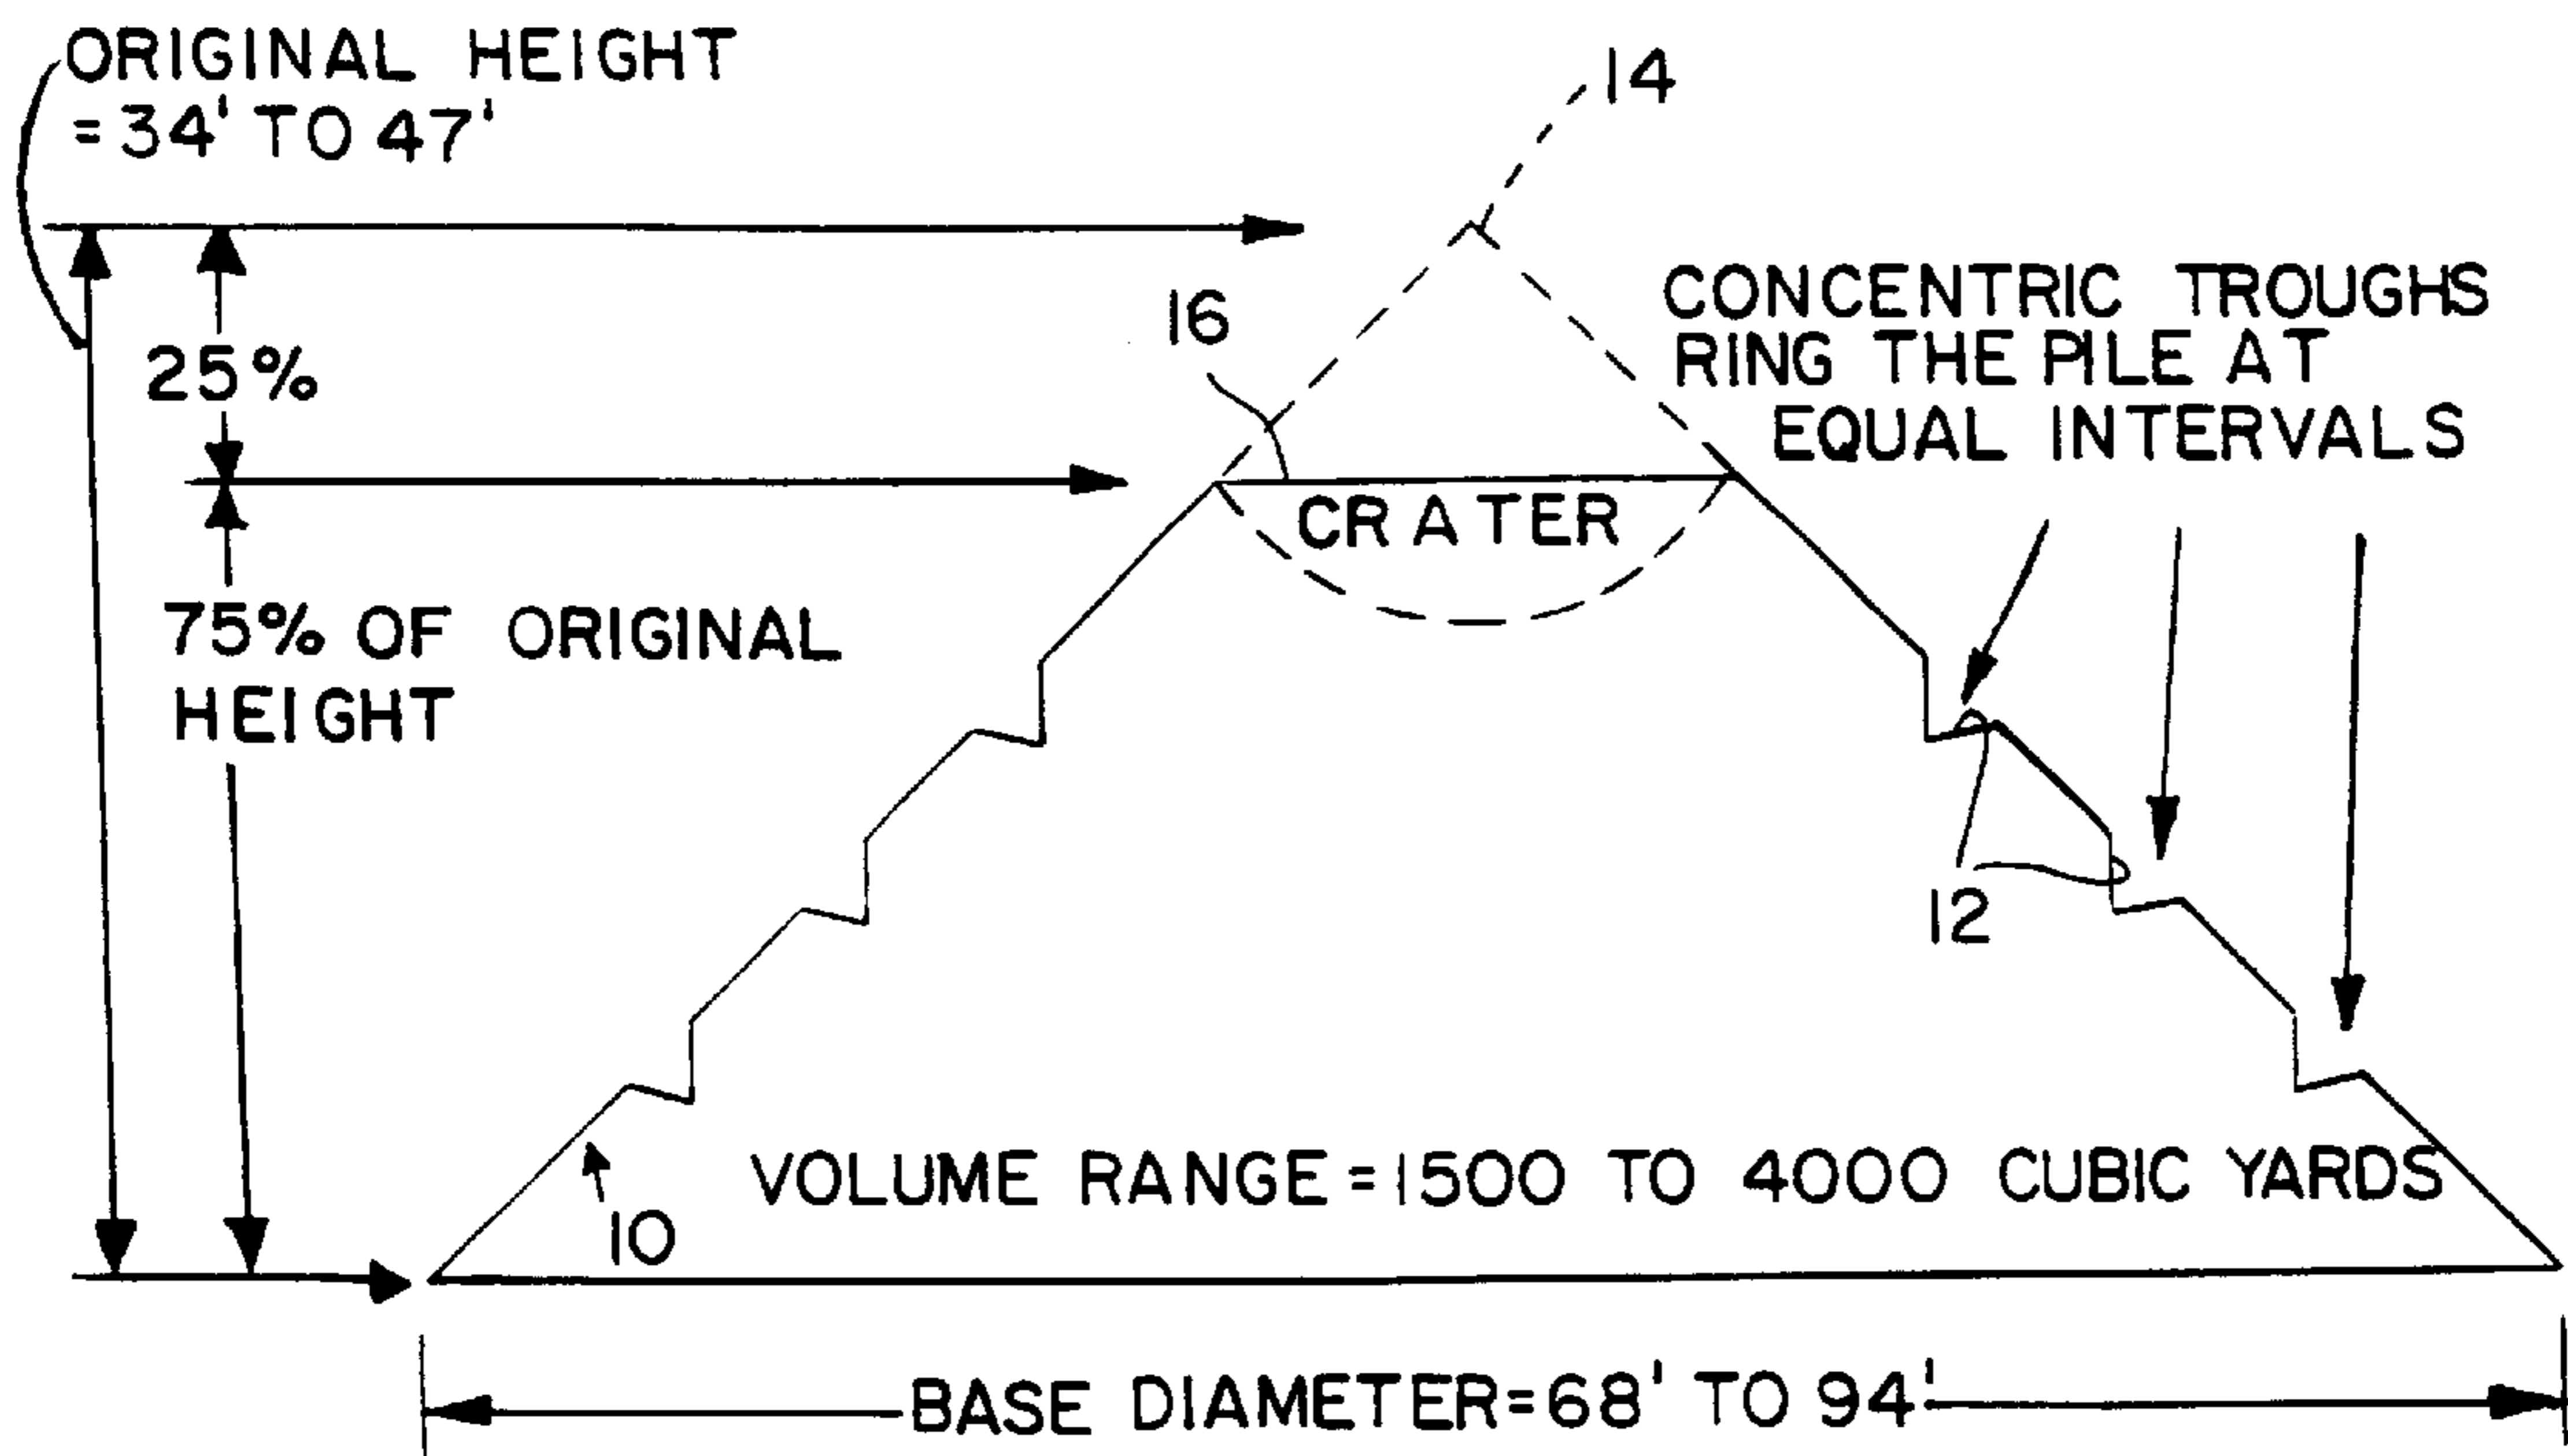 ORIGINAL HEIGHT
=34' TO 47'
14
16
CONCENTRIC TROUGHS
RING THE PILE AT
EQUAL INTERVALS
25%
CRATER
75% OF ORIGINAL
HEIGHT
12
VOLUME RANGE =1500 TO 4000 CUBIC YARDS
10
BASE DIAMETER=68' TO 94'